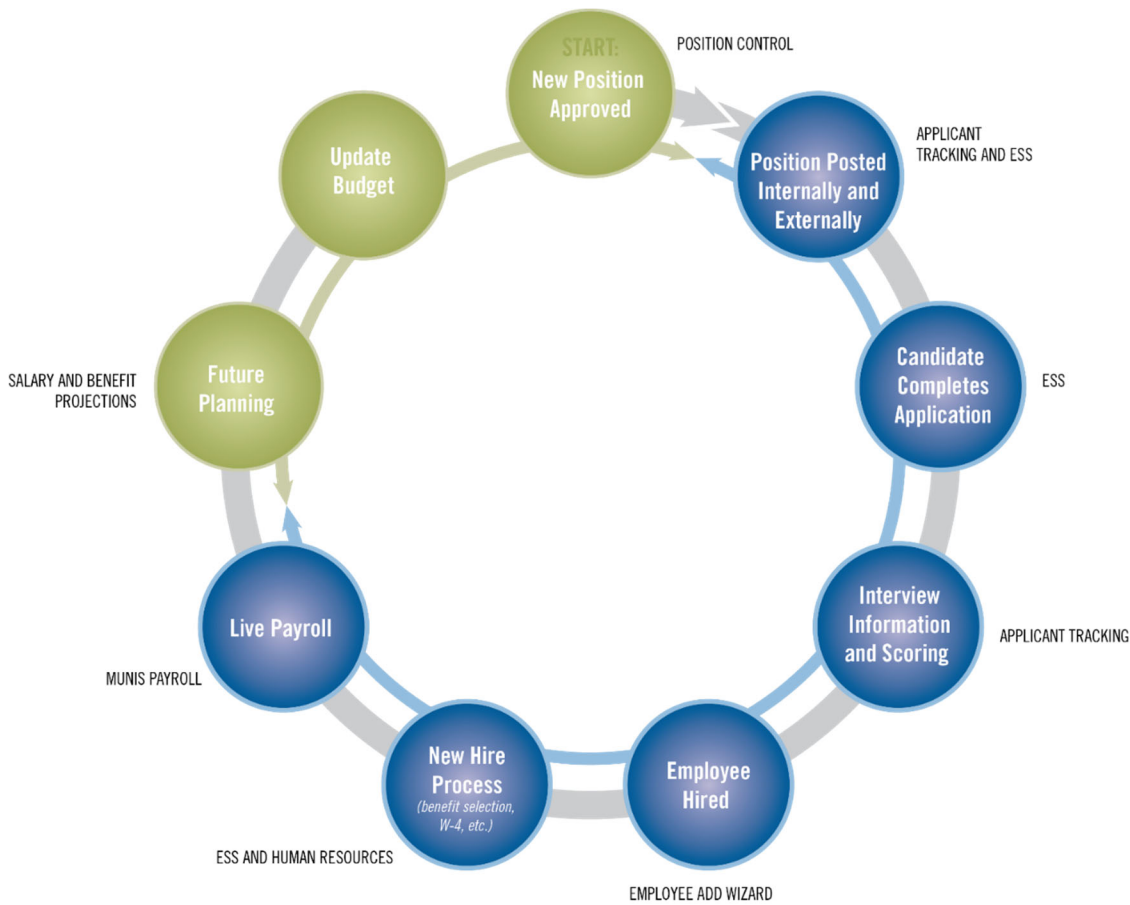 START:
New Position
Approved
POSITION CONTROL
Position Posted
Internally and
Externally
APPLICANT
TRACKING AND ESS
Candidate
Completes
Application
ESS
Interview
Information
and Scoring
APPLICANT TRACKING
Employee
Hired
EMPLOYEE ADD WIZARD
New Hire
Process
(benefit selection,
W-4, etc.)
ESS AND HUMAN RESOURCES
Live Payroll
MUNIS PAYROLL
Future
Planning
SALARY AND BENEFIT
PROJECTIONS
Update
Budget